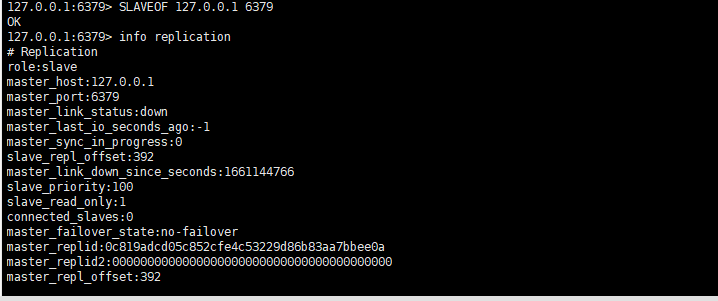 127.0.0.1:6379> SLAVEOF 127.0.0.1 6379
OK
127.0.0.1:6379> info replication
# Replication
role:slave
master_host:127.0.0.1
master_port:6379
master_link_status:down
master_last_io_seconds_ago:-1
master_sync_in_progress:0
slave_repl_offset:392
master_link_down_since_seconds:1661144766
slave_priority:100
slave_read_only:1
connected_slaves:0
master_failover_state:no-failover
master_replid:0c819adcd05c852cfe4c53229d86b83aa7bbee0a
master_replid2:0000000000000000000000000000000000000000
master_repl_offset:392